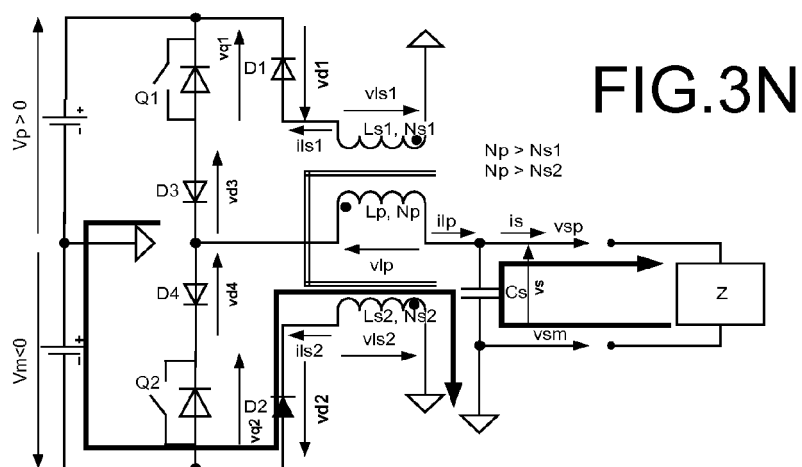 FIG.3N
Vp > 0
+
-
Q1
vq1
D1
vd1
vls1
ils1
Ls1, Ns1
Np > Ns1
Np > Ns2
D3
vd3
Lp, Np
vlp
ilp
is
vsp
D4
vd4
Cs
vs
Z
Ls2, Ns2
vsm
ils2
vls2
Vm<0
+
-
Q2
vq2
D2
vd2